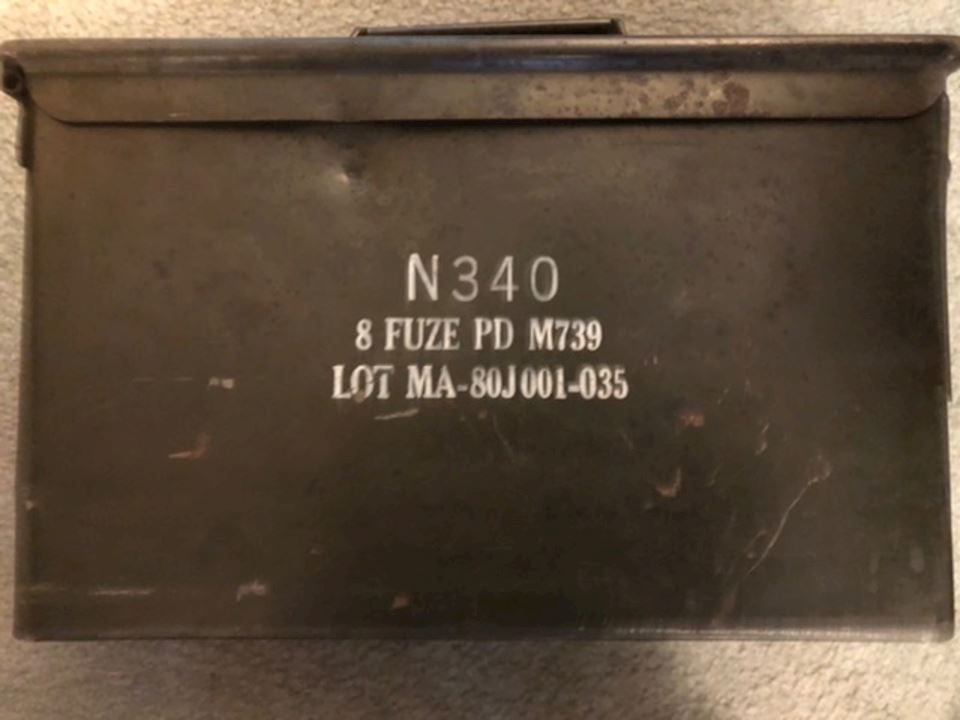 N340
8 FUZE PD M739
LOT MA-80J001-035